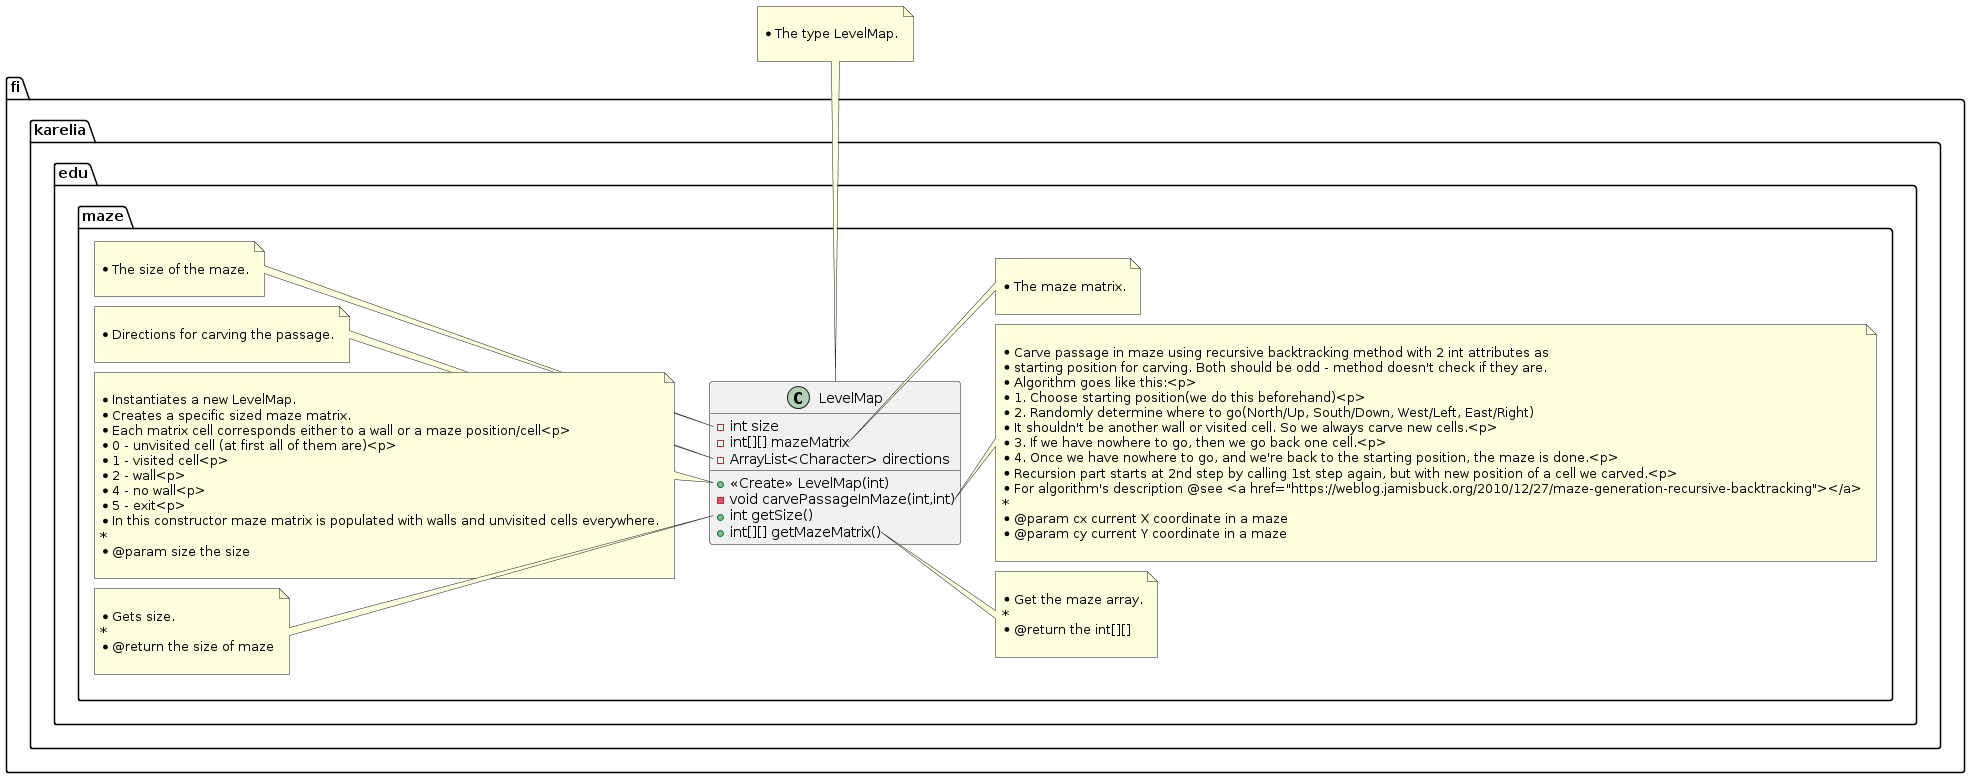 • The type LevelMap.
fi
karelia
edu
maze
• The size of the maze.
• Directions for carving the passage.
• Instantiates a new LevelMap.
• Creates a specific sized maze matrix.
• Each matrix cell corresponds either to a wall or a maze position/cell<p>
• 0 - unvisited cell (at first all of them are)<p>
• 1 - visited cell<p>
• 2 - wall<p>
• 4 - no wall<p>
• 5 - exit<p>
• In this constructor maze matrix is populated with walls and unvisited cells everywhere.
*
• @param size the size
• Gets size.
*
• @return the size of maze
C LevelMap
int size
int[][] mazeMatrix
ArrayList<Character> directions
«Create» LevelMap(int)
void carvePassageInMaze(int,int)
int getSize()
int[][] getMazeMatrix()
• The maze matrix.
• Carve passage in maze using recursive backtracking method with 2 int attributes as
• starting position for carving. Both should be odd - method doesn't check if they are.
• Algorithm goes like this:<p>
• 1. Choose starting position(we do this beforehand)<p>
• 2. Randomly determine where to go(North/Up, South/Down, West/Left, East/Right)
• It shouldn't be another wall or visited cell. So we always carve new cells.<p>
• 3. If we have nowhere to go, then we go back one cell.<p>
• 4. Once we have nowhere to go, and we're back to the starting position, the maze is done.<p>
• Recursion part starts at 2nd step by calling 1st step again, but with new position of a cell we carved.<p>
• For algorithm's description @see <a href="https://weblog.jamisbuck.org/2010/12/27/maze-generation-recursive-backtracking"></a>
*
• @param cx current X coordinate in a maze
• @param cy current Y coordinate in a maze
• Get the maze array.
*
• @return the int[][]